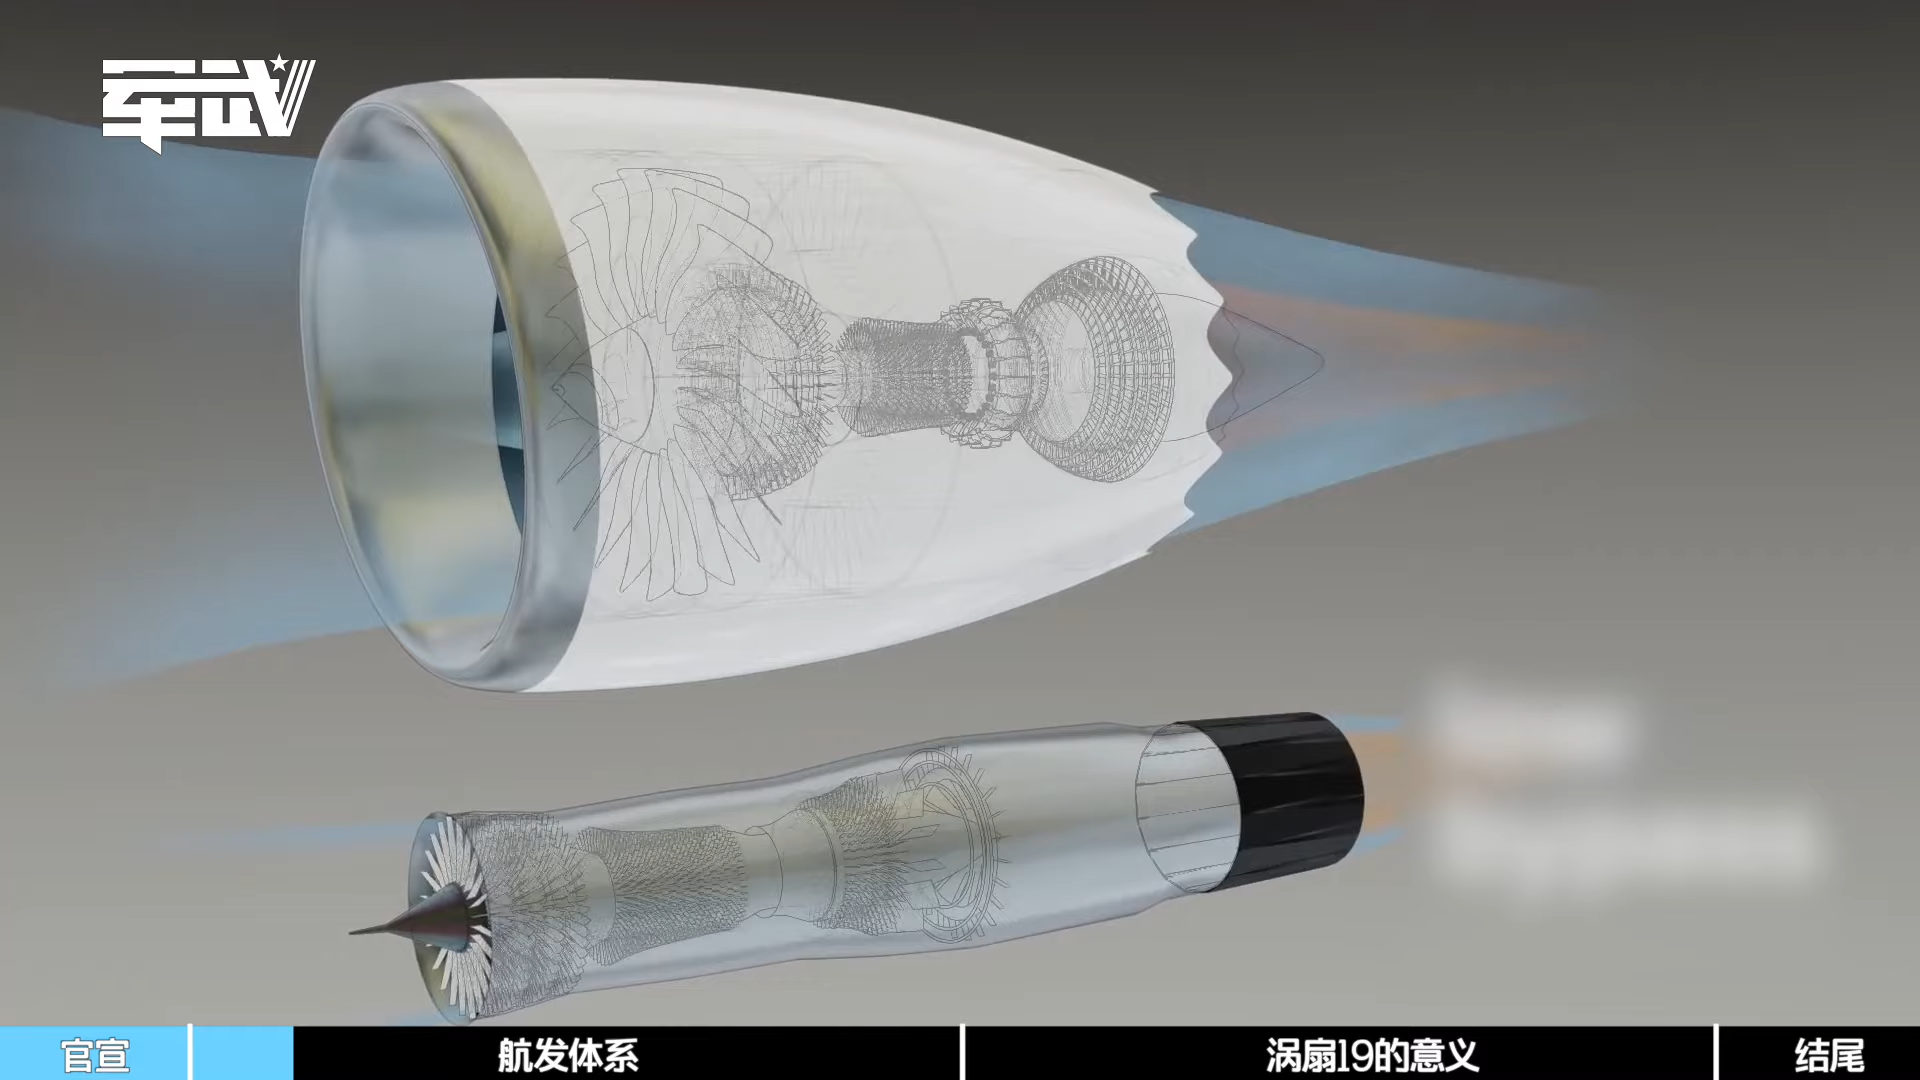 军武
官宣
航发体系
涡扇19的意义
结尾